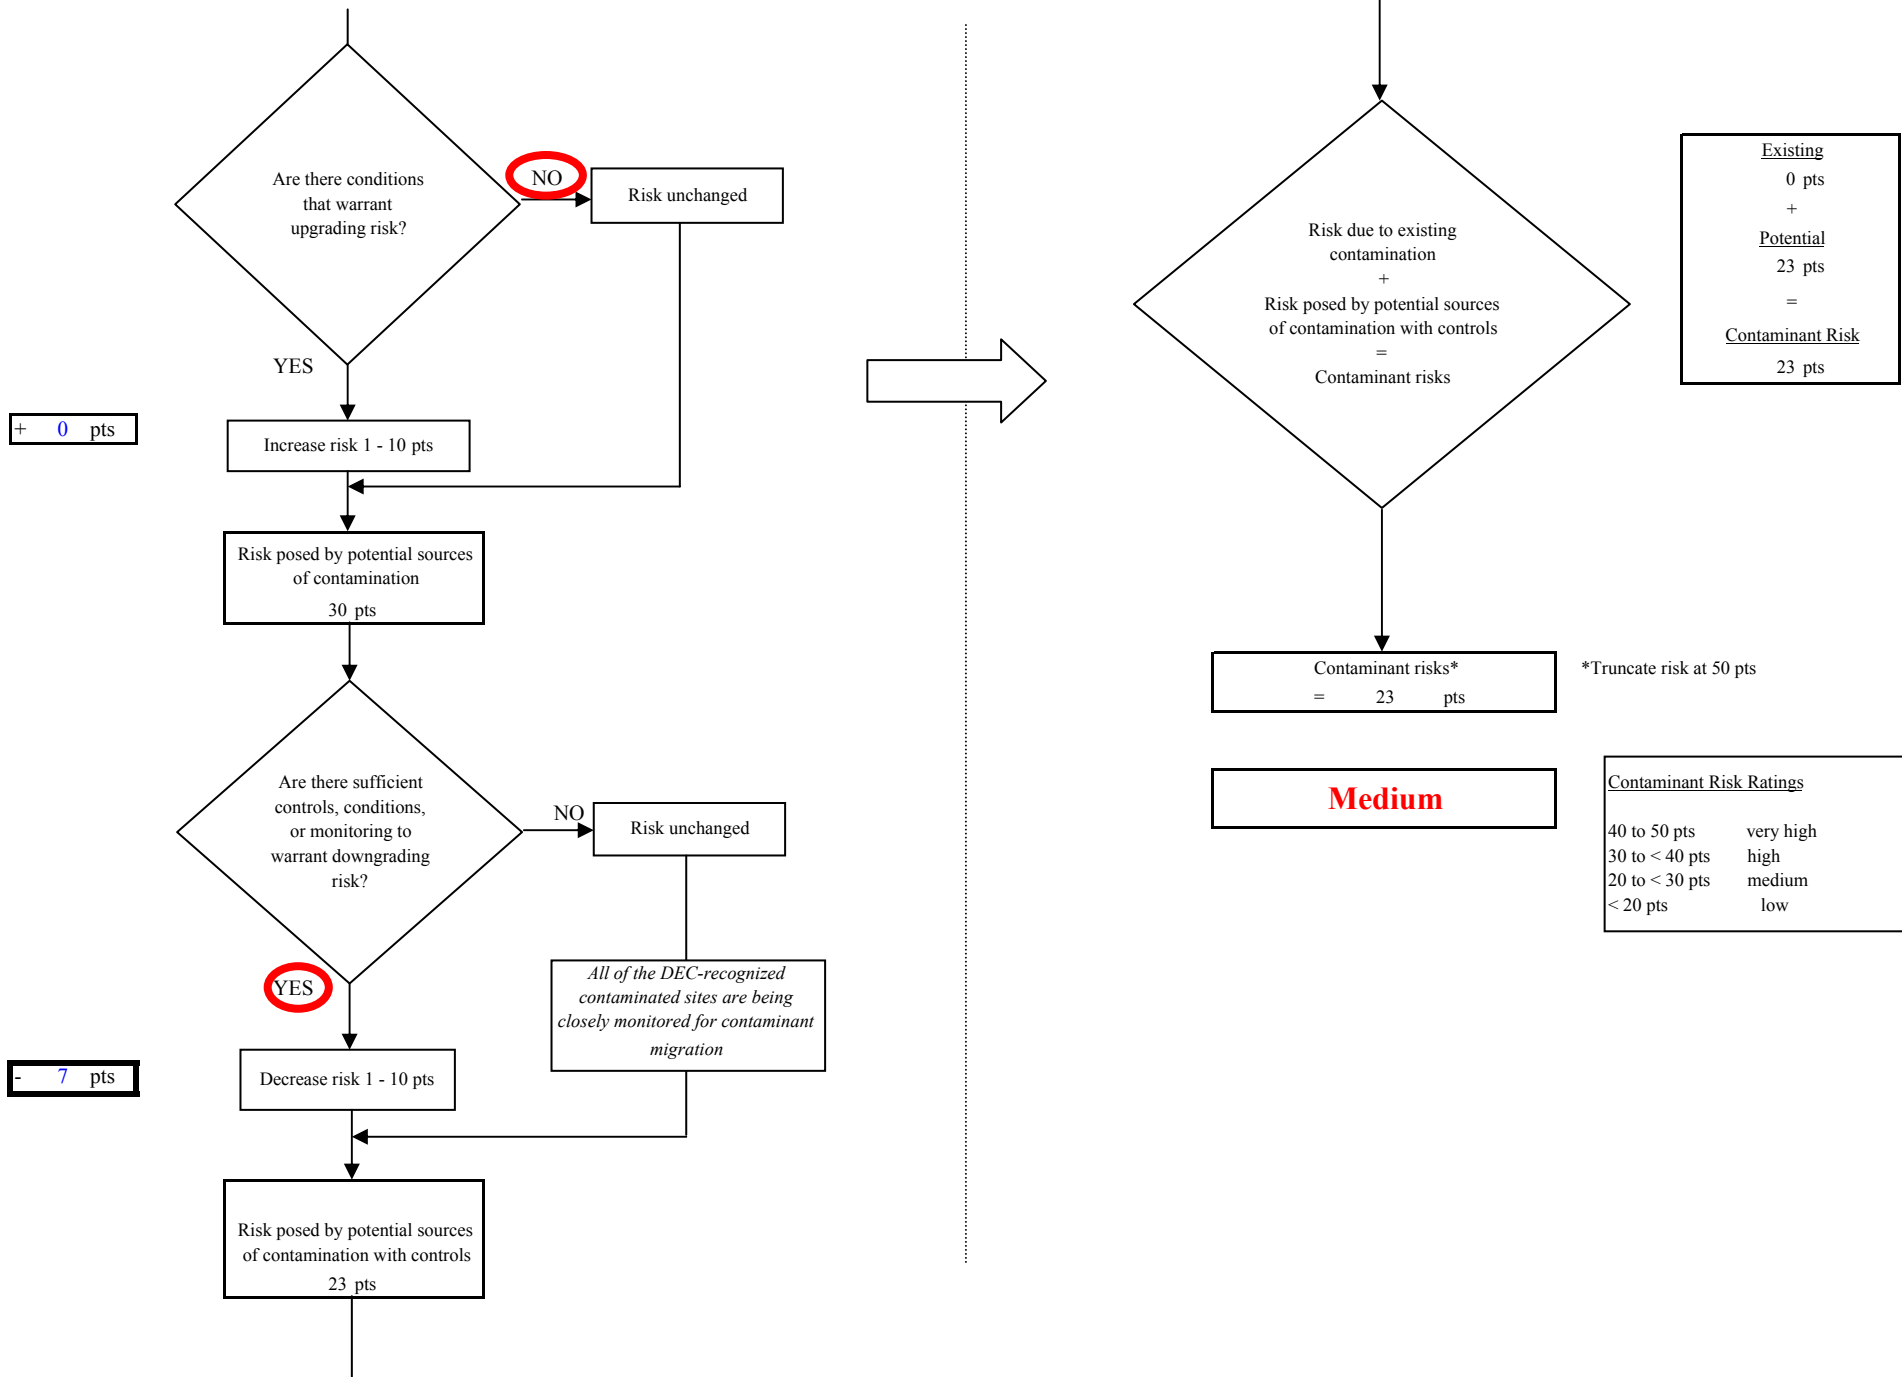 Are there conditions
that warrant
upgrading risk?
NO
Risk unchanged
YES
+ 0 pts
Increase risk 1 - 10 pts
Risk posed by potential sources
of contamination
30 pts
Are there sufficient
controls, conditions,
or monitoring to
warrant downgrading
risk?
NO
Risk unchanged
YES
All of the DEC-recognized
contaminated sites are being
closely monitored for contaminant
migration
- 7 pts
Decrease risk 1 - 10 pts
Risk posed by potential sources
of contamination with controls
23 pts
Risk due to existing
contamination
+
Risk posed by potential sources
of contamination with controls
=
Contaminant risks
Existing
0 pts
+
Potential
23 pts
=
Contaminant Risk
23 pts
Contaminant risks*
= 23 pts
*Truncate risk at 50 pts
Medium
Contaminant Risk Ratings
40 to 50 pts very high
30 to < 40 pts high
20 to < 30 pts medium
< 20 pts low